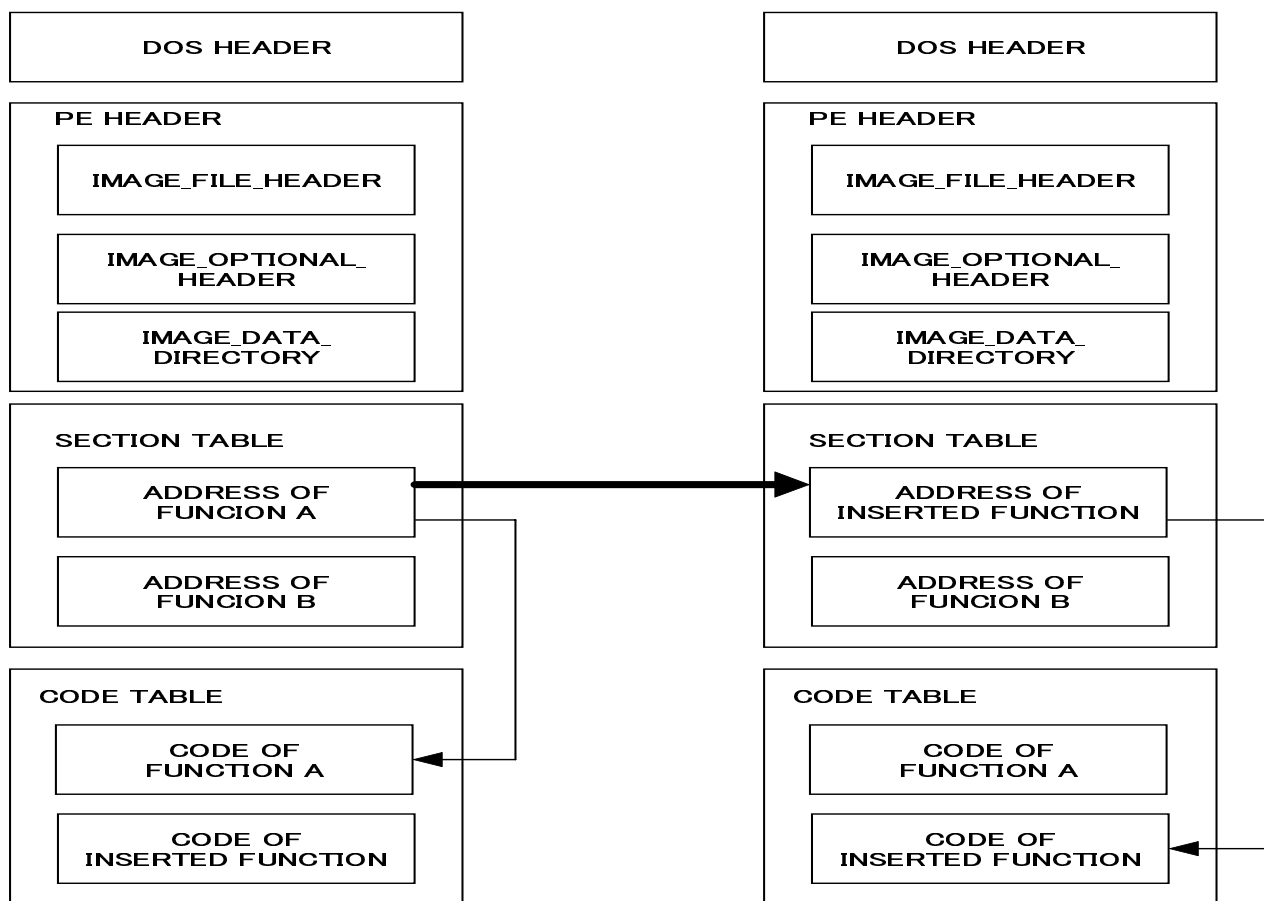 DOS HEADER
PE HEADER
IMAGE_FILE_HEADER
IMAGE_OPTIONAL_
HEADER
IMAGE_DATA_
DIRECTORY
SECTION TABLE
ADDRESS OF
FUNCION A
ADDRESS OF
FUNCION B
CODE TABLE
CODE OF
FUNCTION A
CODE OF
INSERTED FUNCTION
DOS HEADER
PE HEADER
IMAGE_FILE_HEADER
IMAGE_OPTIONAL_
HEADER
IMAGE_DATA_
DIRECTORY
SECTION TABLE
ADDRESS OF
INSERTED FUNCTION
ADDRESS OF
FUNCION B
CODE TABLE
CODE OF
FUNCTION A
CODE OF
INSERTED FUNCTION